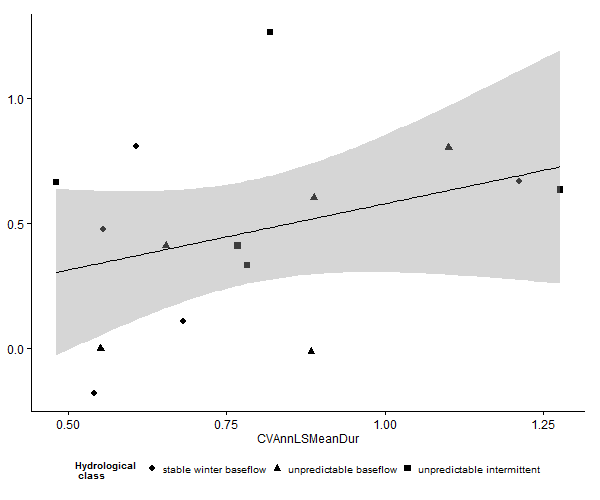 1.0
0.5
0.0
0.50 0.75 1.00 1.25
CVAnnLSMeanDur
Hydrological class stable winter baseflow unpredictable baseflow unpredictable intermittent